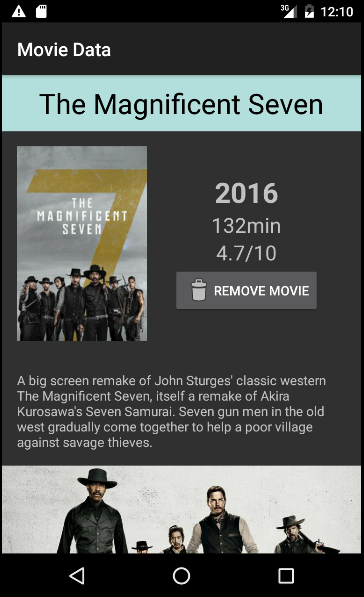 3G
12:10
Movie Data
The Magnificent Seven
7
THE
MAGNIFICENT
SEVEN
2016
132min
4.7/10
REMOVE MOVIE
A big screen remake of John Sturges' classic western
The Magnificent Seven, itself a remake of Akira
Kurosawa's Seven Samurai. Seven gun men in the old
west gradually come together to help a poor village
against savage thieves.